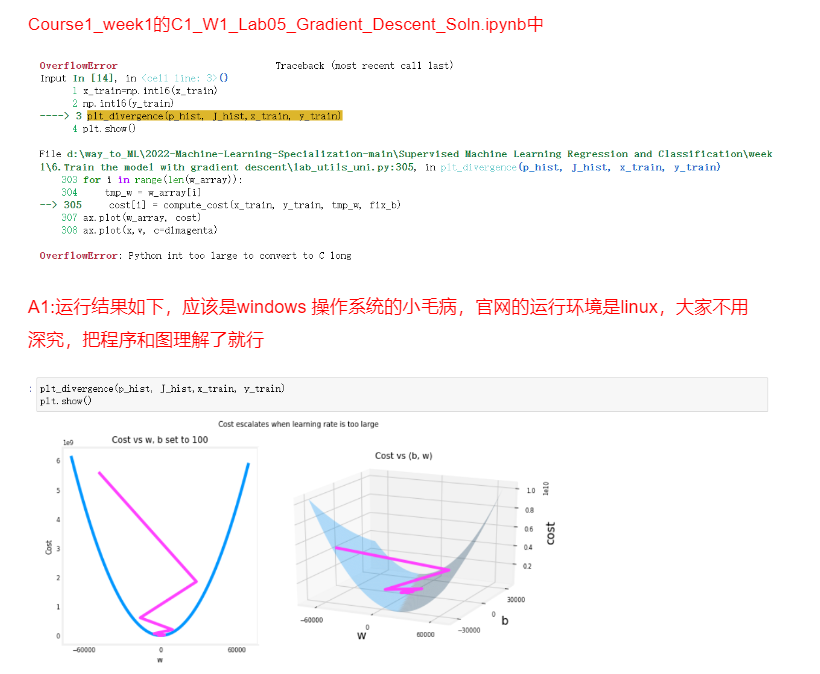 Course1_week1的C1_W1_Lab05_Gradient_Descent_Soln.ipynb中
OverflowError Traceback (most recent call last)
Input In [14], in <cell line: 3>()
1 x_train=np.int16(x_train)
2 np.int16(y_train)
----> 3 plt_divergence(p_hist, J_hist,x_train, y_train)
4 plt.show()
File d:\way_to_ML\2022-Machine-Learning-Specialization-main\Supervised Machine Learning Regression and Classification\week
1\6.Train the model with gradient descent\lab_utils_uni.py:305, in plt_divergence(p_hist, J_hist, x_train, y_train)
303 for i in range(len(w_array)):
304 tmp_w = w_array[i]
--> 305 cost[i] = compute_cost(x_train, y_train, tmp_w, fix_b)
307 ax.plot(w_array, cost)
308 ax.plot(x,v, c=dlmagenta)
OverflowError: Python int too large to convert to C long
A1:运行结果如下，应该是windows 操作系统的小毛病，官网的运行环境是linux，大家不用
深究，把程序和图理解了就行
: plt_divergence(p_hist, J_hist,x_train, y_train)
plt.show()
Cost escalates when learning rate is too large
Cost vs w, b set to 100
1e9
6
5
4
3
2
1
0
Cost
-60000 0 60000
w
Cost vs (b, w)
1e10
1.0
0.8
0.6
0.4
0.2
cost
30000
0
-30000
b
-60000
0
60000
w